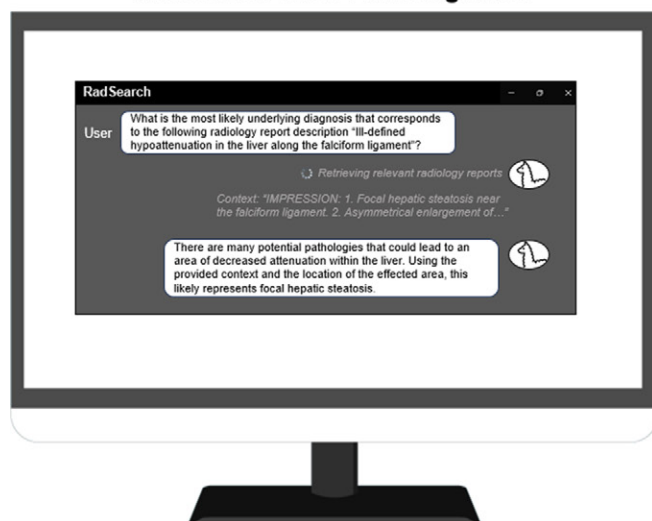 RadSearch
User
What is the most likely underlying diagnosis that corresponds
to the following radiology report description "Ill-defined
hypoattenuation in the liver along the falciform ligament"?
Retrieving relevant radiology reports
Context: "IMPRESSION: 1. Focal hepatic steatosis near
the falciform ligament. 2. Asymmetrical enlargement of..."
There are many potential pathologies that could lead to an
area of decreased attenuation within the liver. Using the
provided context and the location of the effected area, this
likely represents focal hepatic steatosis.